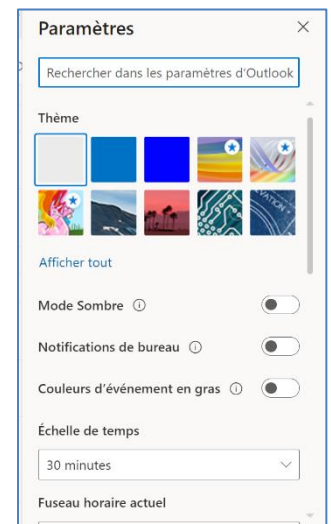 Paramètres
Rechercher dans les paramètres d'Outlook
Thème
Afficher tout
Mode Sombre
Notifications de bureau
Couleurs d'événement en gras
Échelle de temps
30 minutes
Fuseau horaire actuel